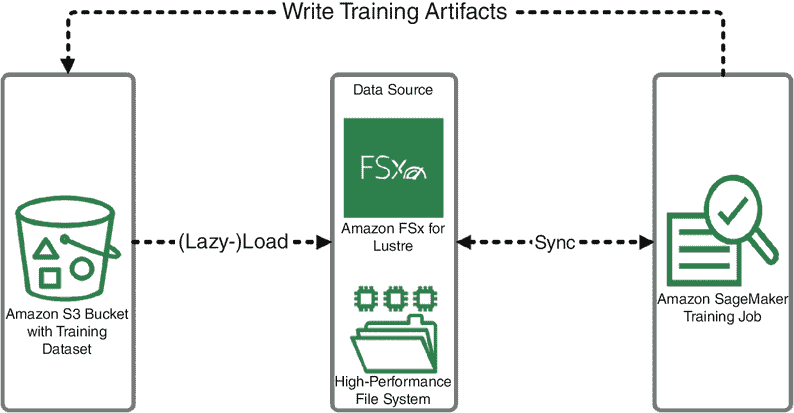 Write Training Artifacts
Data Source
FSx
Amazon FSx for
Lustre
(Lazy-)Load
Sync
Amazon S3 Bucket
with Training
Dataset
High-Performance
File System
Amazon SageMaker
Training Job